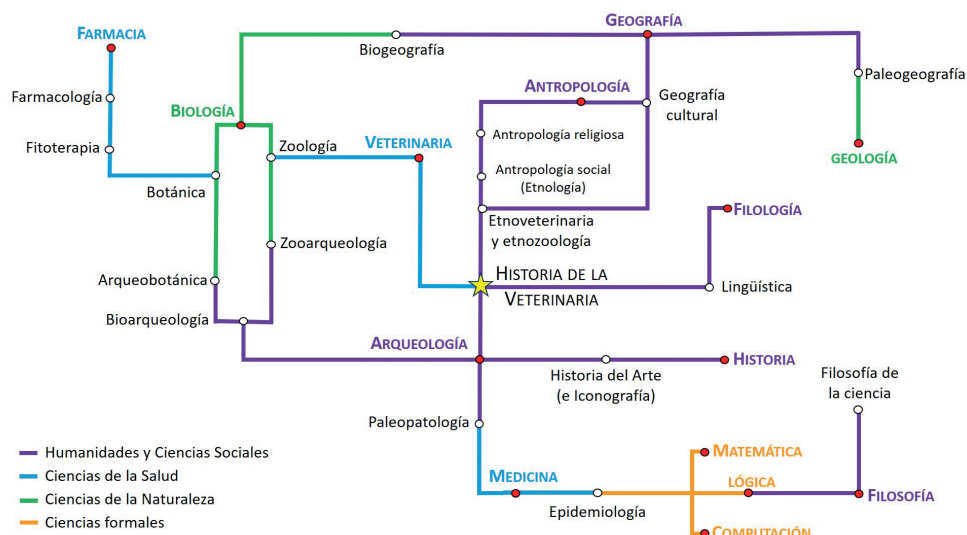 GEOGRAFÍA
FARMACIA
Biogeografía
Paleogeografía
ANTROPOLOGÍA
Farmacología
Geografía
cultural
BIOLOGÍA
Antropología religiosa
VETERINARIA
Fitoterapia
Zoología
GEOLOGÍA
Antropología social
(Etnología)
Botánica
FILOLOGÍA
Etnoveterinaria
y etnozoología
Zooarqueología
HISTORIA DE LA
VETERINARIA
Arqueobotánica
Lingüística
Bioarqueología
ARQUEOLOGÍA
HISTORIA
Historia del Arte
(e Iconografía)
Filosofía de
la ciencia
Paleopatología
Humanidades y Ciencias Sociales
Ciencias de la Salud
Ciencias de la Naturaleza
Ciencias formales
MATEMÁTICA
MEDICINA
LÓGICA
FILOSOFÍA
Epidemiología
COMPUTACIÓN